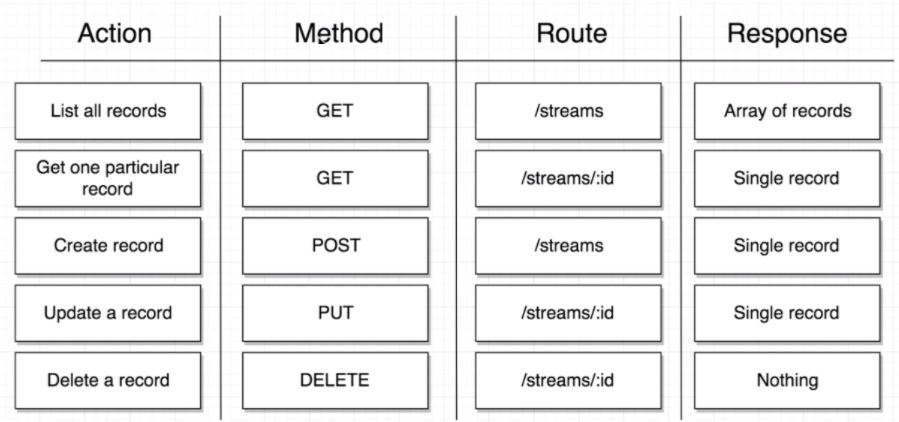 Action Method Route Response
List all records GET /streams Array of records
Get one particular
record GET /streams/:id Single record
Create record POST /streams Single record
Update a record PUT /streams/:id Single record
Delete a record DELETE /streams/:id Nothing